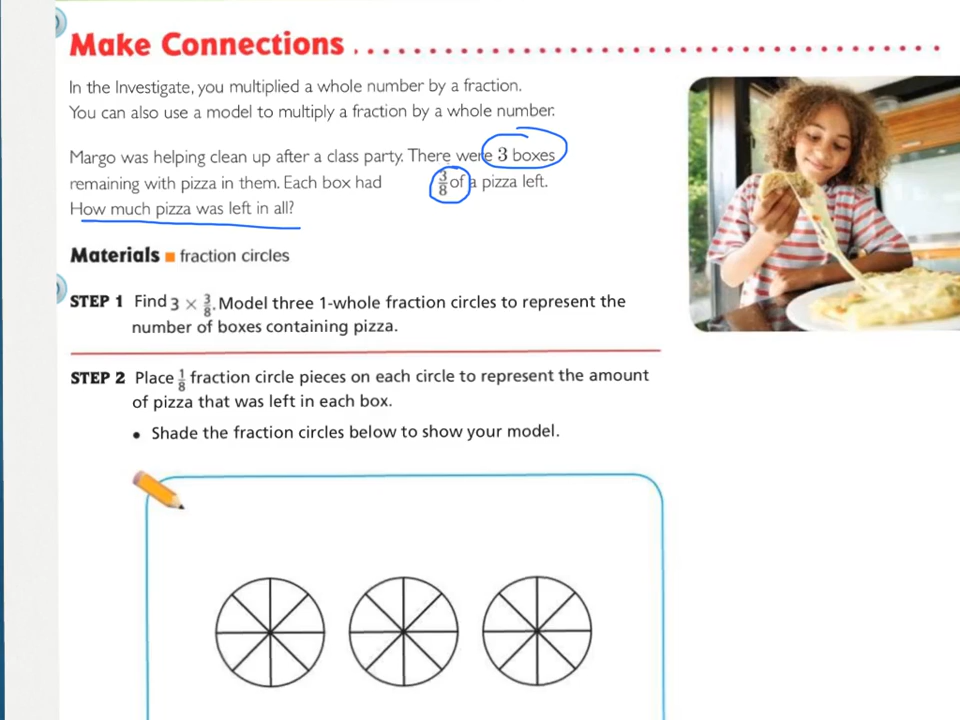 Make Connections
In the Investigate, you multiplied a whole number by a fraction.
You can also use a model to multiply a fraction by a whole number.
Margo was helping clean up after a class party. There were 3 boxes
remaining with pizza in them. Each box had 3/8 of a pizza left.
How much pizza was left in all?
Materials ■ fraction circles
STEP 1 Find 3 × 3/8. Model three 1-whole fraction circles to represent the
number of boxes containing pizza.
STEP 2 Place 1/8 fraction circle pieces on each circle to represent the amount
of pizza that was left in each box.
• Shade the fraction circles below to show your model.